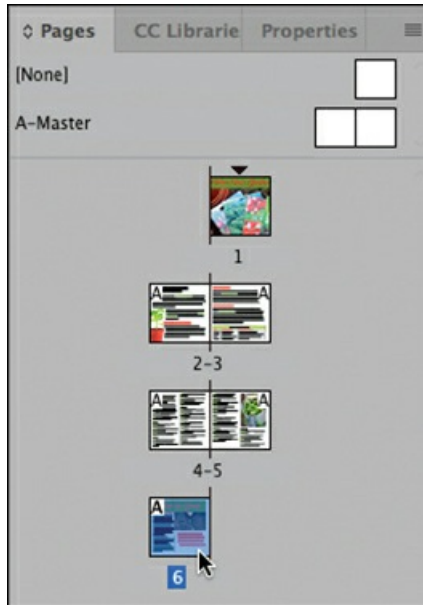 Pages CC Librarie Properties
[None]
A-Master
1
A A
2-3
A A
4-5
A
6